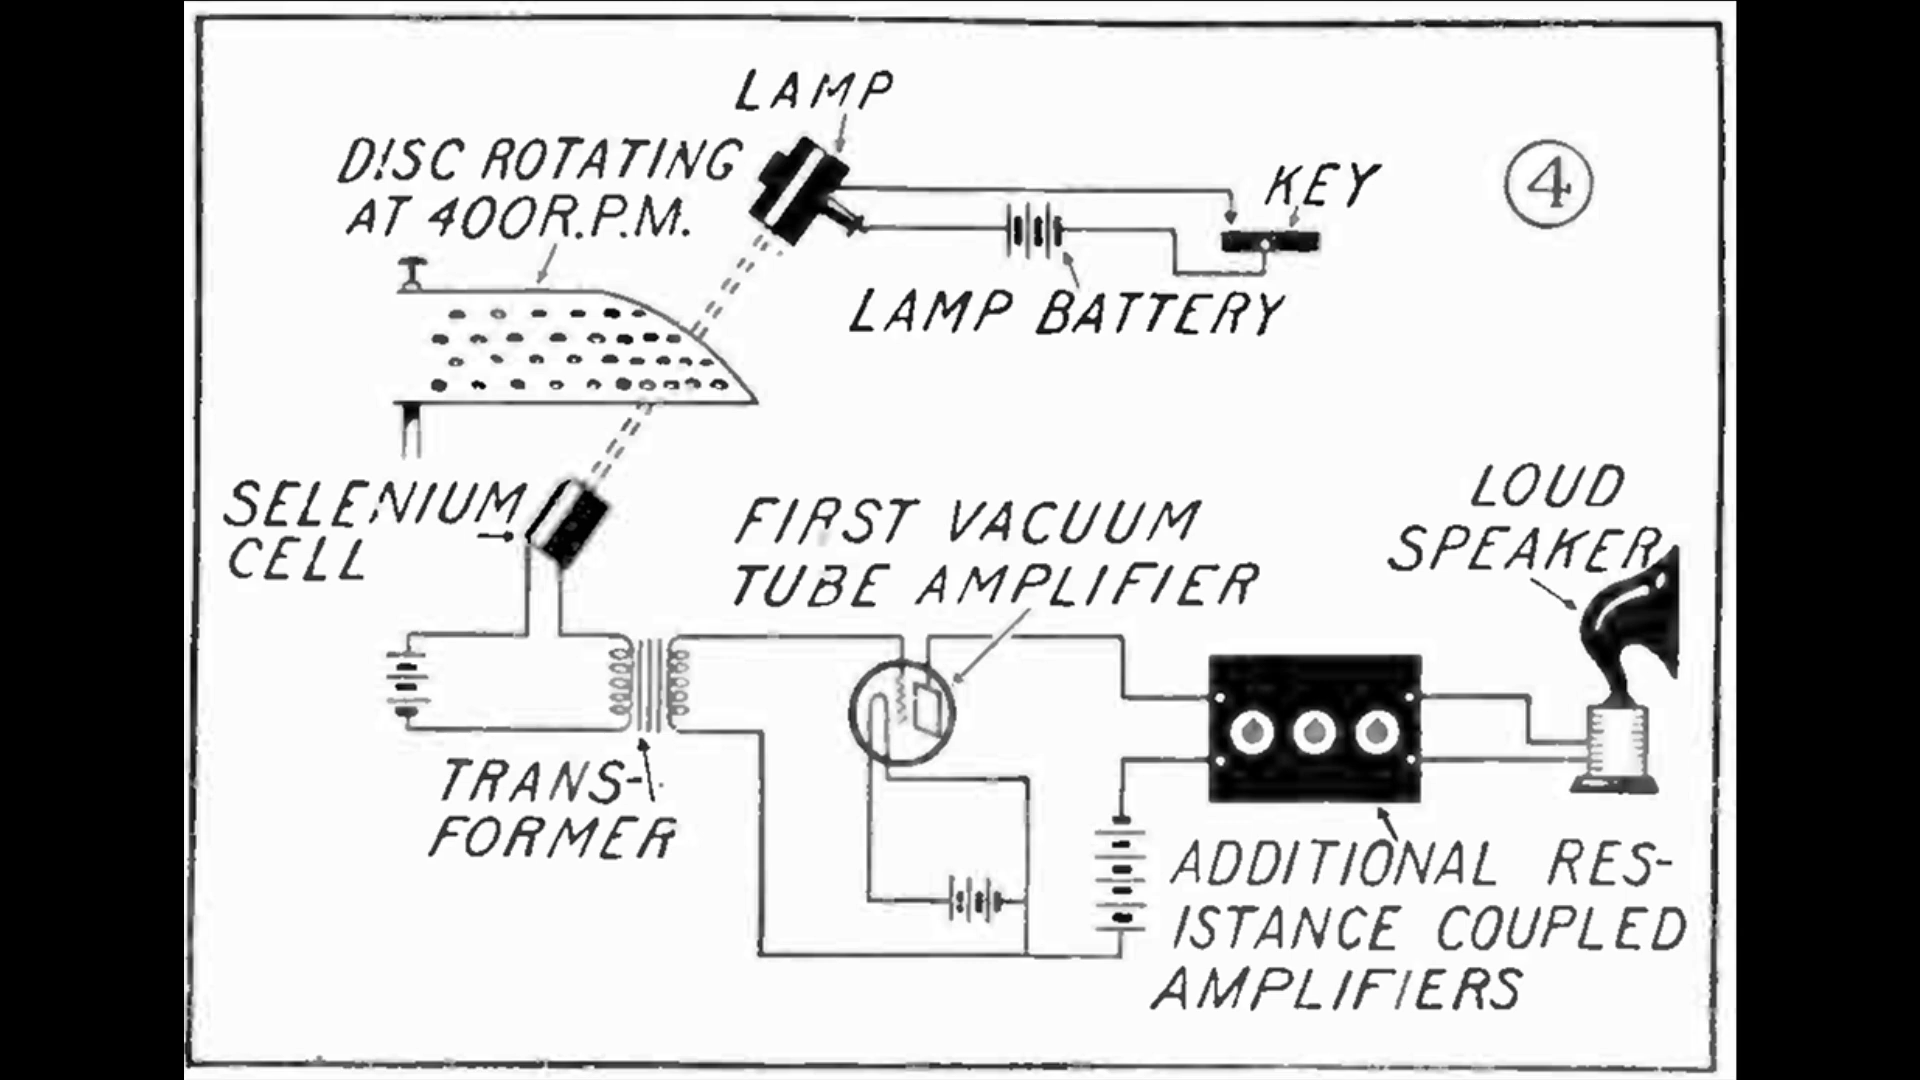 LAMP
DISC ROTATING
AT 400R.P.M.
KEY
4
LAMP BATTERY
SELENIUM
CELL
FIRST VACUUM
TUBE AMPLIFIER
LOUD
SPEAKER
TRANS-
FORMER
ADDITIONAL RES-
ISTANCE COUPLED
AMPLIFIERS